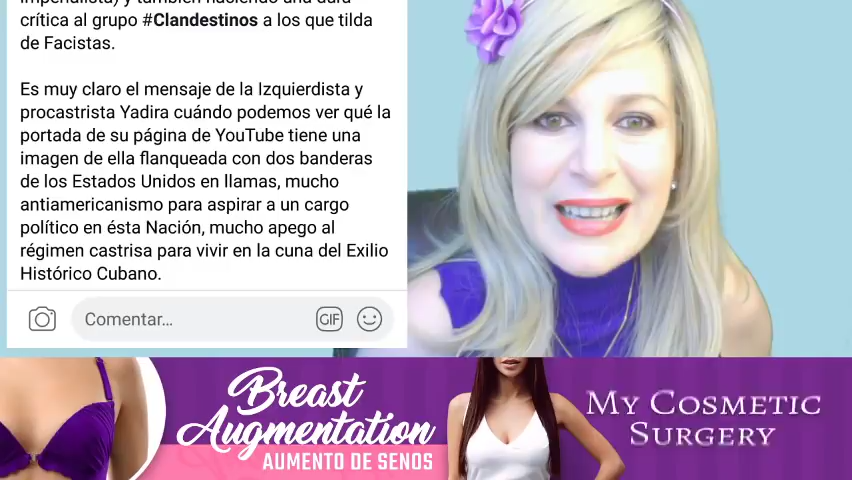 imperialista) y también haciendo una dura
crítica al grupo #Clandestinos a los que tilda
de Facistas.
Es muy claro el mensaje de la Izquierdista y
procastrista Yadira cuándo podemos ver qué la
portada de su página de YouTube tiene una
imagen de ella flanqueada con dos banderas
de los Estados Unidos en llamas, mucho
antiamericanismo para aspirar a un cargo
político en ésta Nación, mucho apego al
régimen castrisa para vivir en la cuna del Exilio
Histórico Cubano.
Comentar...
GIF
Breast
Augmentation
AUMENTO DE SENOS
My Cosmetic
Surgery